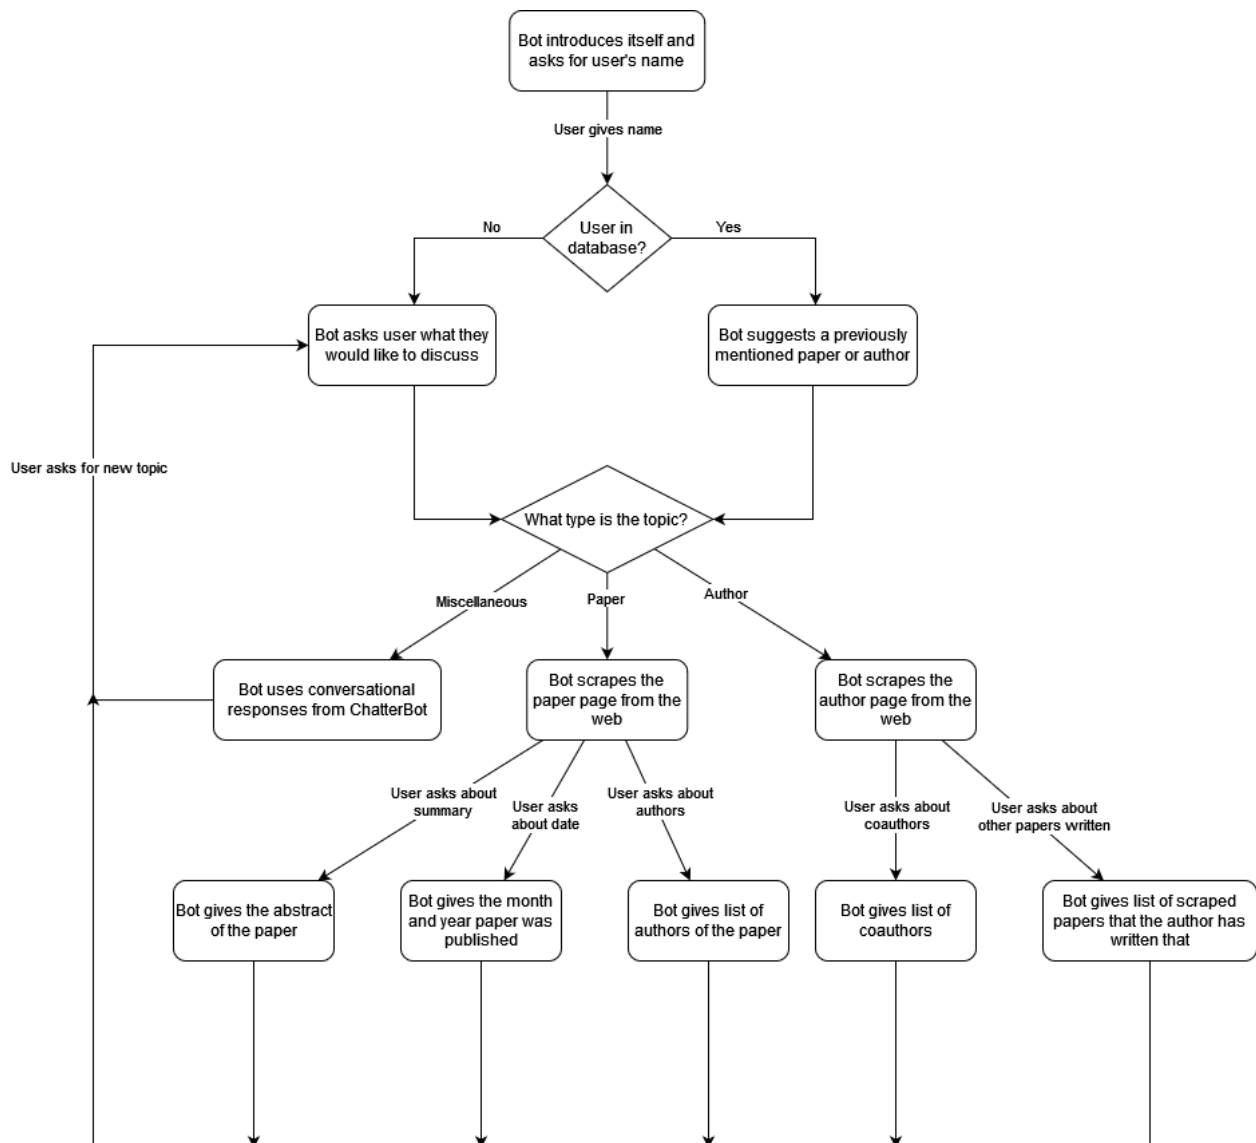 Bot introduces itself and
asks for user's name
User gives name
No
User in
database?
Yes
Bot asks user what they
would like to discuss
Bot suggests a previously
mentioned paper or author
User asks for new topic
What type is the topic?
Miscellaneous
Paper
Author
Bot uses conversational
responses from ChatterBot
Bot scrapes the
paper page from the
web
Bot scrapes the
author page from the
web
User asks about
summary
User asks
about date
User asks about
authors
User asks about
coauthors
User asks about
other papers written
Bot gives the abstract
of the paper
Bot gives the month
and year paper was
published
Bot gives list of
authors of the paper
Bot gives list of
coauthors
Bot gives list of scraped
papers that the author has
written that